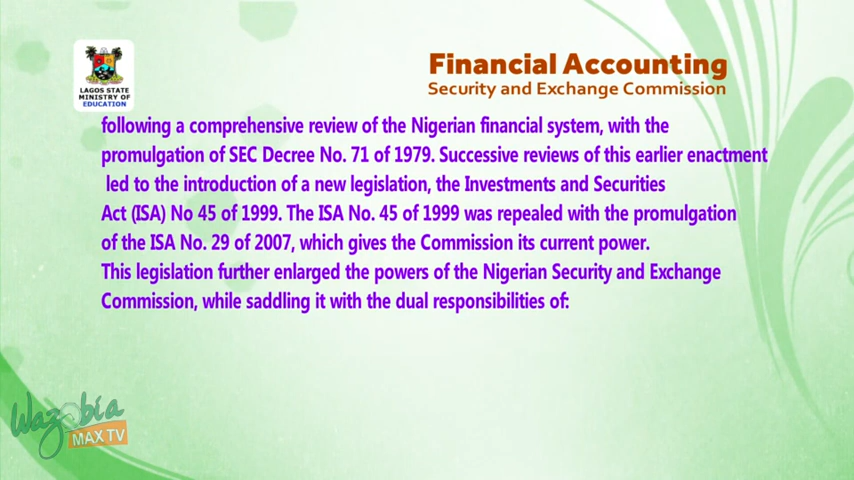 LAGOS STATE
MINISTRY OF
EDUCATION
Financial Accounting
Security and Exchange Commission
following a comprehensive review of the Nigerian financial system, with the
promulgation of SEC Decree No. 71 of 1979. Successive reviews of this earlier enactment
led to the introduction of a new legislation, the Investments and Securities
Act (ISA) No 45 of 1999. The ISA No. 45 of 1999 was repealed with the promulgation
of the ISA No. 29 of 2007, which gives the Commission its current power.
This legislation further enlarged the powers of the Nigerian Security and Exchange
Commission, while saddling it with the dual responsibilities of:
Wazobia
MAX TV